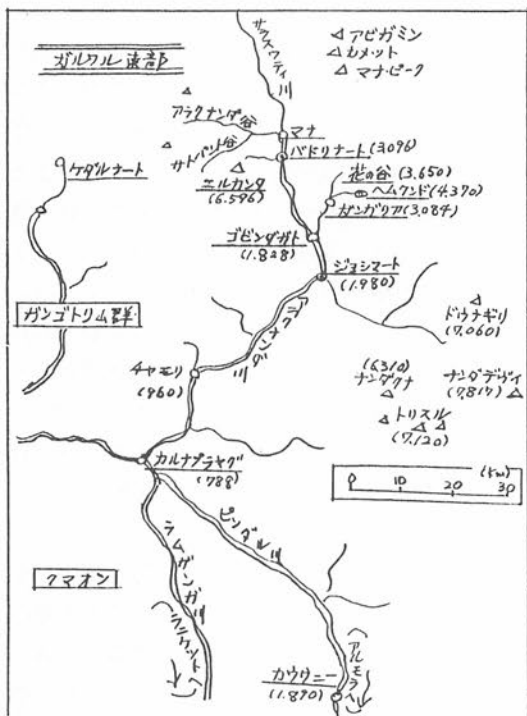 ガルワル遠部
サラスワティ川
アビガミン
カメット
マナ・ピーク
アラクナンダ谷
マナ
サトパント谷
バドリナート(3.096)
ケダルナート
ニルカンタ
(6.596)
花の谷(3.650)
ヘムクンド(4.370)
ガンガリア(3.084)
ゴビンダガト
(1.828)
ジョシマート
(1.980)
ガンゴトリ山群
ドウナギリ
(7.060)
チャモリ
(960)
(6.310)
ナンダクナ
ナンダデヴィ
(7.817)
トリスル
(7.120)
カルナプラヤグ
(788)
(km)
0 10 20 30
ピンダル川
ラムガンガ川
クマオン
(ラニケットへ)
(アルモラへ)
カウサニー
(1.890)